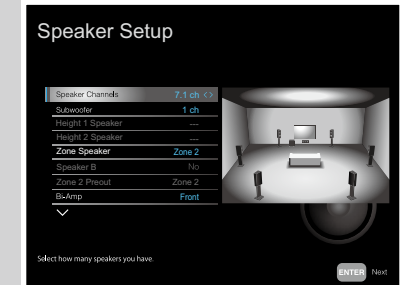 Speaker Setup
Speaker Channels 7.1 ch <>
Subwoofer 1 ch
Height 1 Speaker ---
Height 2 Speaker ---
Zone Speaker Zone 2
Speaker B No
Zone 2 Preout Zone 2
Bi-Amp Front
Select how many speakers you have.
ENTER Next